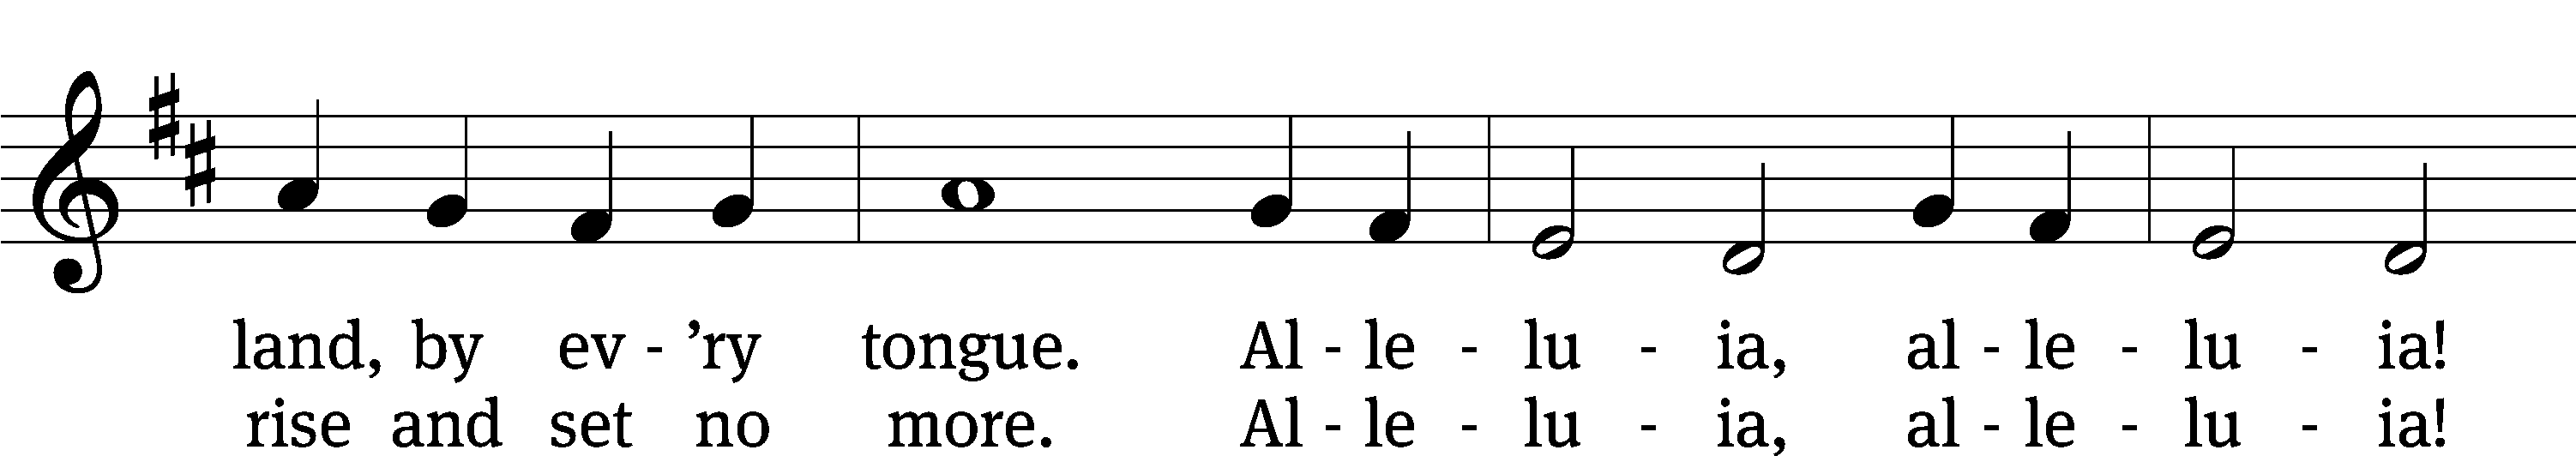 land, by ev - ’ry tongue. Al - le - lu - ia, al - le - lu - ia!
rise and set no more. Al - le - lu - ia, al - le - lu - ia!